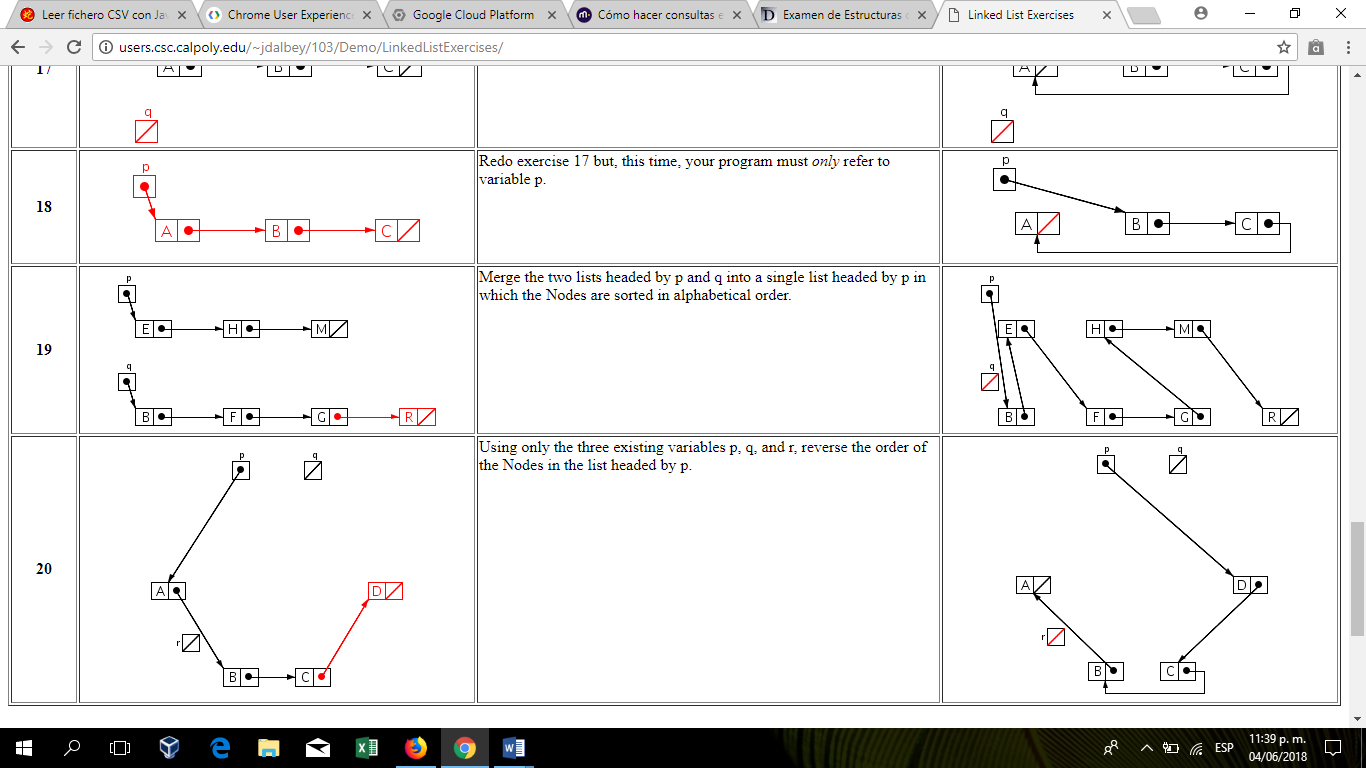 Leer fichero CSV con Jav
Chrome User Experienc
Google Cloud Platform
Cómo hacer consultas e
Examen de Estructuras d
Linked List Exercises
users.csc.calpoly.edu/~jdalbey/103/Demo/LinkedListExercises/
17
A
B
C
A
B
C
q
q
18
p
A
B
C
Redo exercise 17 but, this time, your program must only refer to
variable p.
p
A
B
C
19
p
E
H
M
q
B
F
G
R
Merge the two lists headed by p and q into a single list headed by p in
which the Nodes are sorted in alphabetical order.
p
E
H
M
q
B
F
G
R
20
p
q
A
D
r
B
C
Using only the three existing variables p, q, and r, reverse the order of
the Nodes in the list headed by p.
p
q
A
D
r
B
C
ESP
11:39 p. m.
04/06/2018